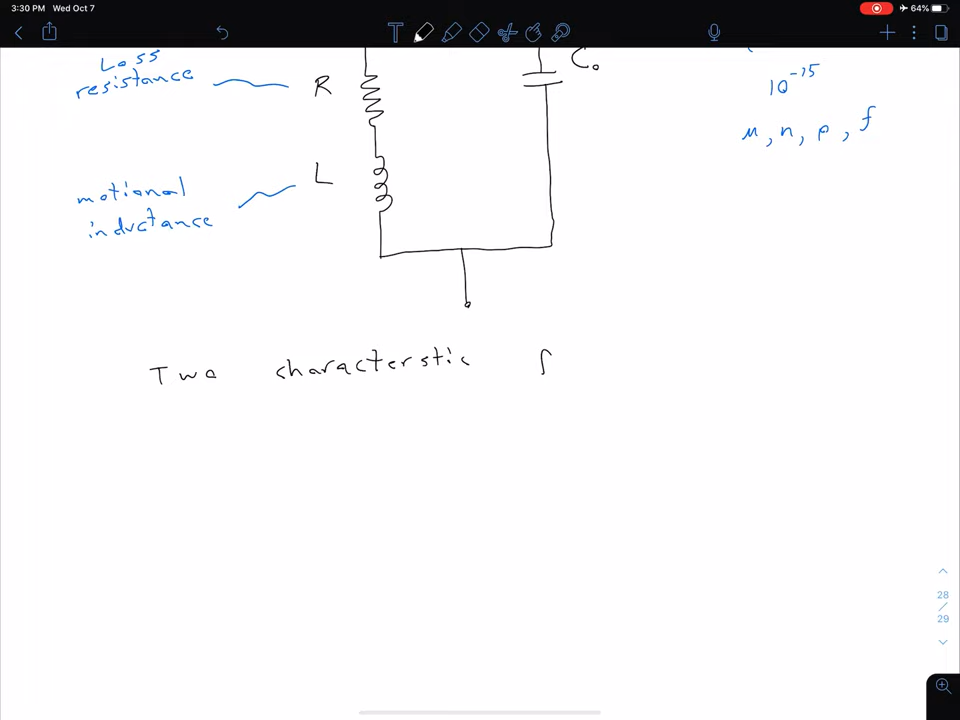 3:30 PM Wed Oct 7
64%
T
Loss
resistance
R
C₀
10⁻¹⁵
μ, n, p, f
motional
inductance
L
Two characterstic f
28
/
29